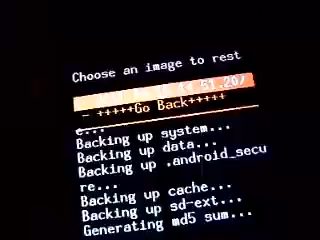 Choose an image to rest
- +++++Go Back+++++
e...
Backing up system...
Backing up data...
Backing up .android_secu
re...
Backing up cache...
Backing up sd-ext...
Generating md5 sum...